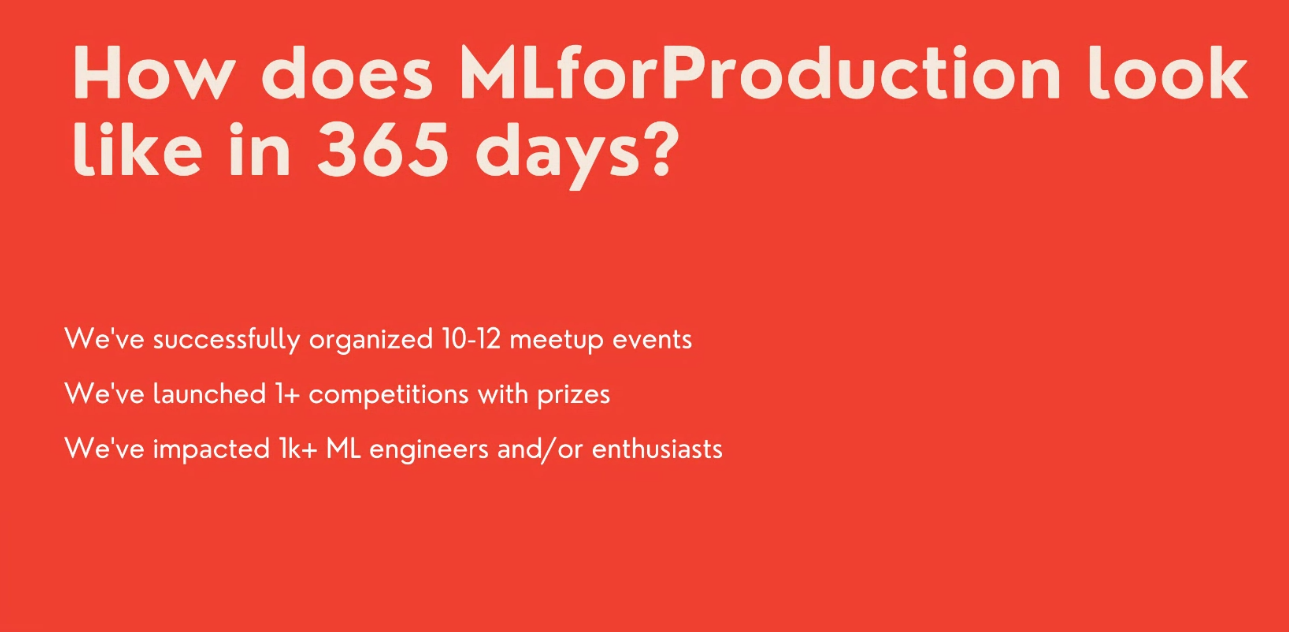 How does MLforProduction look
like in 365 days?
We've successfully organized 10-12 meetup events
We've launched 1+ competitions with prizes
We've impacted 1k+ ML engineers and/or enthusiasts